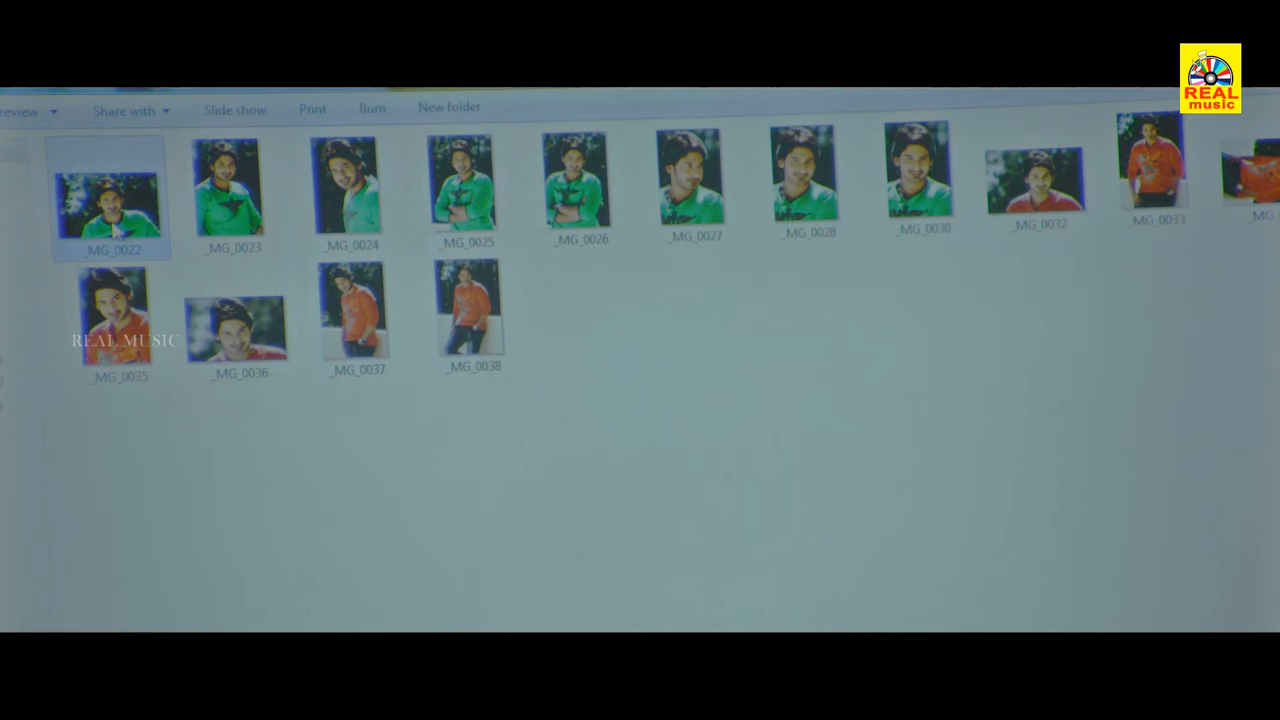 REAL
music
review Share with Slide show Print Burn New folder
_MG_0022 _MG_0023 _MG_0024 _MG_0025 _MG_0026 _MG_0027 _MG_0028 _MG_0030 _MG_0032 _MG_0033 _MG_
REAL MUSIC
_MG_0035 _MG_0036 _MG_0037 _MG_0038